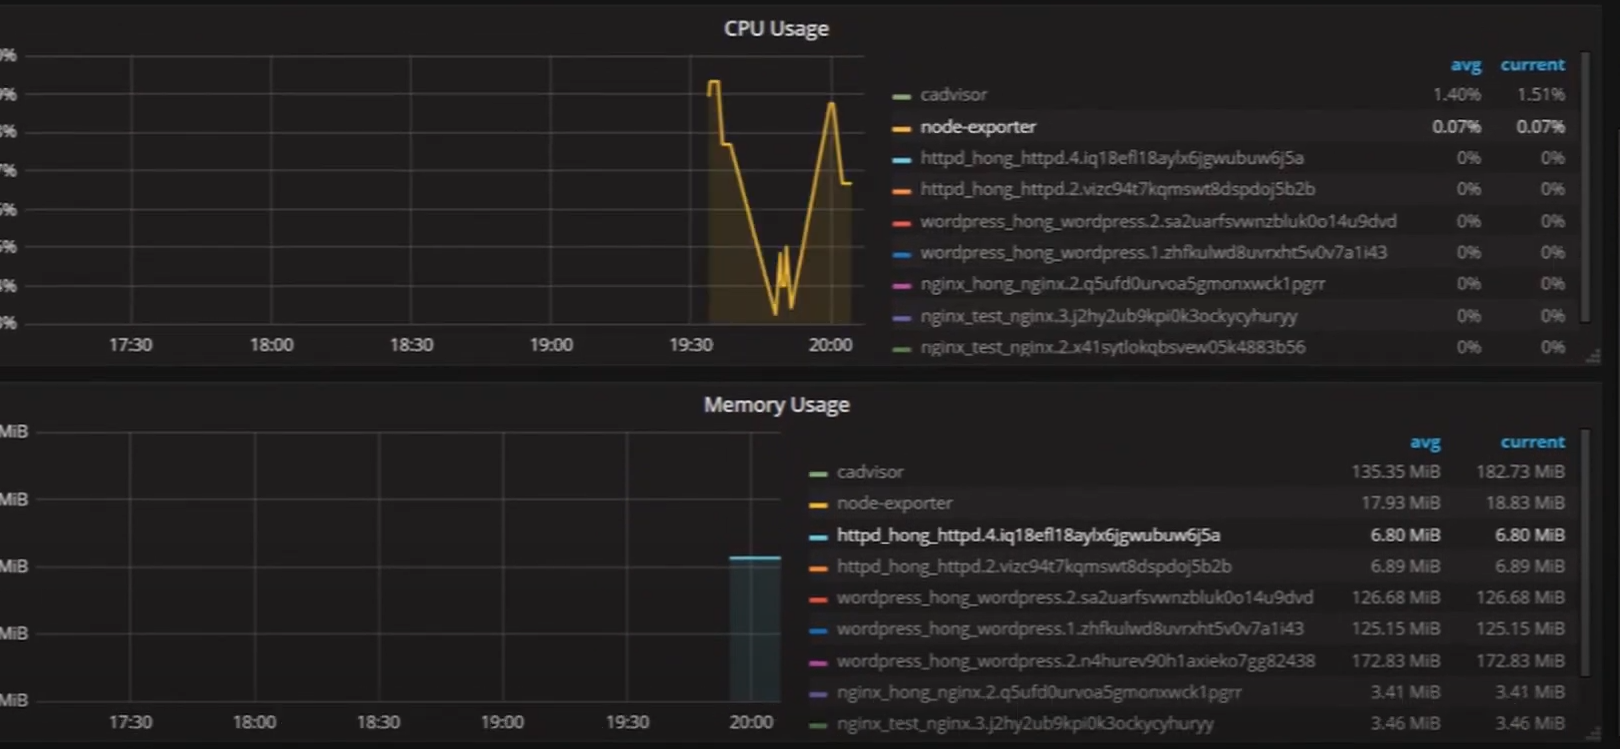 CPU Usage
avg current
cadvisor 1.40% 1.51%
node-exporter 0.07% 0.07%
httpd_hong_httpd.4.iq18efl18aylx6jgwubuw6j5a 0% 0%
httpd_hong_httpd.2.vizc94t7kqmswt8dspdoj5b2b 0% 0%
wordpress_hong_wordpress.2.sa2uarfsvwnzbluk0o14u9dvd 0% 0%
wordpress_hong_wordpress.1.zhfkulwd8uvrxht5v0v7a1i43 0% 0%
nginx_hong_nginx.2.q5ufd0urvoa5gmonxwck1pgrr 0% 0%
nginx_test_nginx.3.j2hy2ub9kpi0k3ockycyhuryy 0% 0%
nginx_test_nginx.2.x41sytlokqbsvew05k4883b56 0% 0%
17:30 18:00 18:30 19:00 19:30 20:00
Memory Usage
MiB
MiB
MiB
MiB
MiB
avg current
cadvisor 135.35 MiB 182.73 MiB
node-exporter 17.93 MiB 18.83 MiB
httpd_hong_httpd.4.iq18efl18aylx6jgwubuw6j5a 6.80 MiB 6.80 MiB
httpd_hong_httpd.2.vizc94t7kqmswt8dspdoj5b2b 6.89 MiB 6.89 MiB
wordpress_hong_wordpress.2.sa2uarfsvwnzbluk0o14u9dvd 126.68 MiB 126.68 MiB
wordpress_hong_wordpress.1.zhfkulwd8uvrxht5v0v7a1i43 125.15 MiB 125.15 MiB
wordpress_hong_wordpress.2.n4hurev90h1axieko7gg82438 172.83 MiB 172.83 MiB
nginx_hong_nginx.2.q5ufd0urvoa5gmonxwck1pgrr 3.41 MiB 3.41 MiB
nginx_test_nginx.3.j2hy2ub9kpi0k3ockycyhuryy 3.46 MiB 3.46 MiB
17:30 18:00 18:30 19:00 19:30 20:00